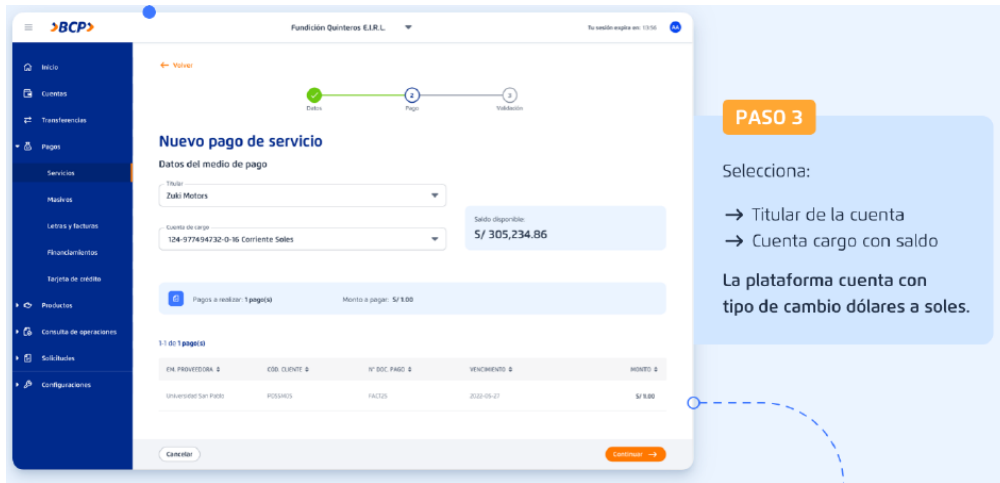 BCP
Fundición Quinteros E.I.R.L.
Tu sesión expira en: 13:56
AA
Inicio
Cuentas
Transferencias
Pagos
Servicios
Masivos
Letras y facturas
Financiamientos
Tarjeta de crédito
Productos
Consulta de operaciones
Solicitudes
Configuraciones
← Volver
2
3
Datos
Pago
Validación
Nuevo pago de servicio
Datos del medio de pago
Titular
Zuki Motors
Cuenta de cargo
124-977494732-0-16 Corriente Soles
Saldo disponible:
S/ 305,234.86
Pagos a realizar: 1 pago(s) Monto a pagar: S/ 1.00
1-1 de 1 pago(s)
EM. PROVEEDORA CÓD. CLIENTE N° DOC. PAGO VENCIMIENTO MONTO
Universidad San Pablo 2022-05-27 S/ 1.00
Cancelar
Continuar →
PASO 3
Selecciona:
→ Titular de la cuenta
→ Cuenta cargo con saldo
La plataforma cuenta con
tipo de cambio dólares a soles.